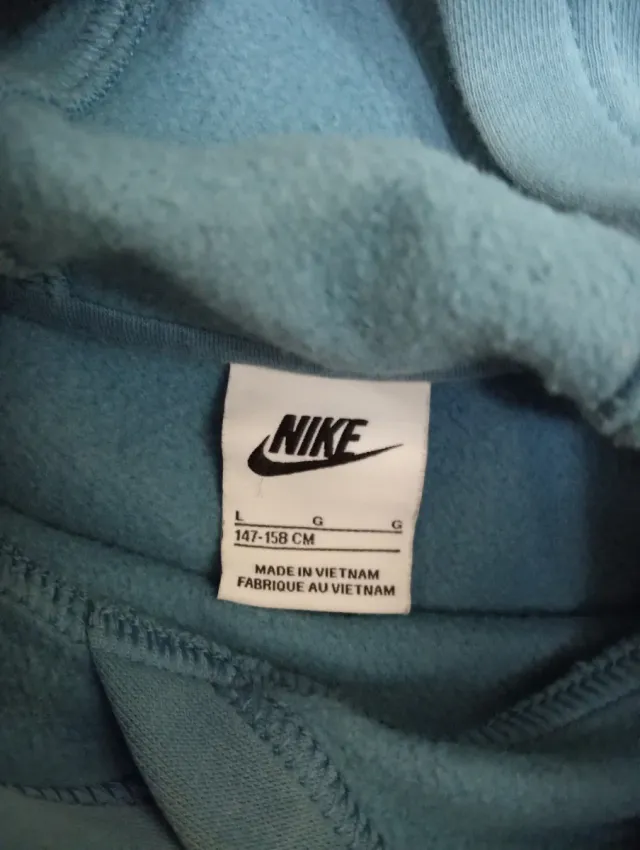 NIKE
L G G
147-158 CM
MADE IN VIETNAM
FABRIQUE AU VIETNAM